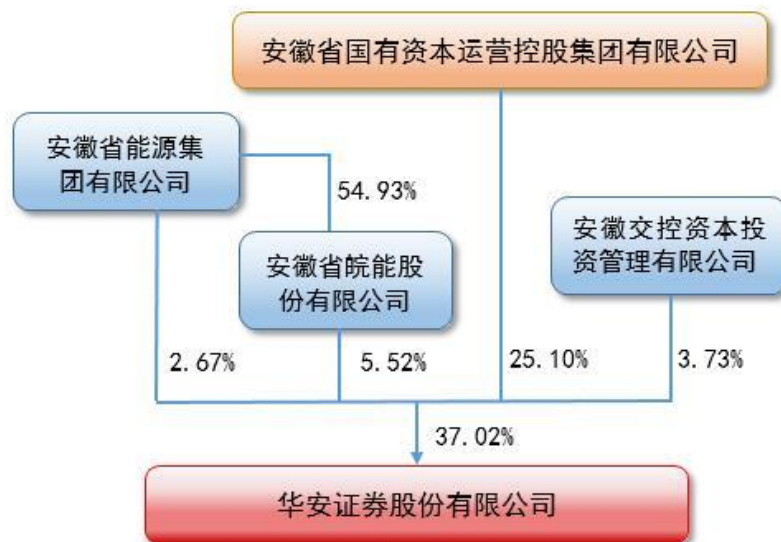 安徽省国有资本运营控股集团有限公司
安徽省能源集
团有限公司
54.93%
安徽省皖能股
份有限公司
安徽交控资本投
资管理有限公司
2.67%
5.52%
25.10%
3.73%
37.02%
华安证券股份有限公司